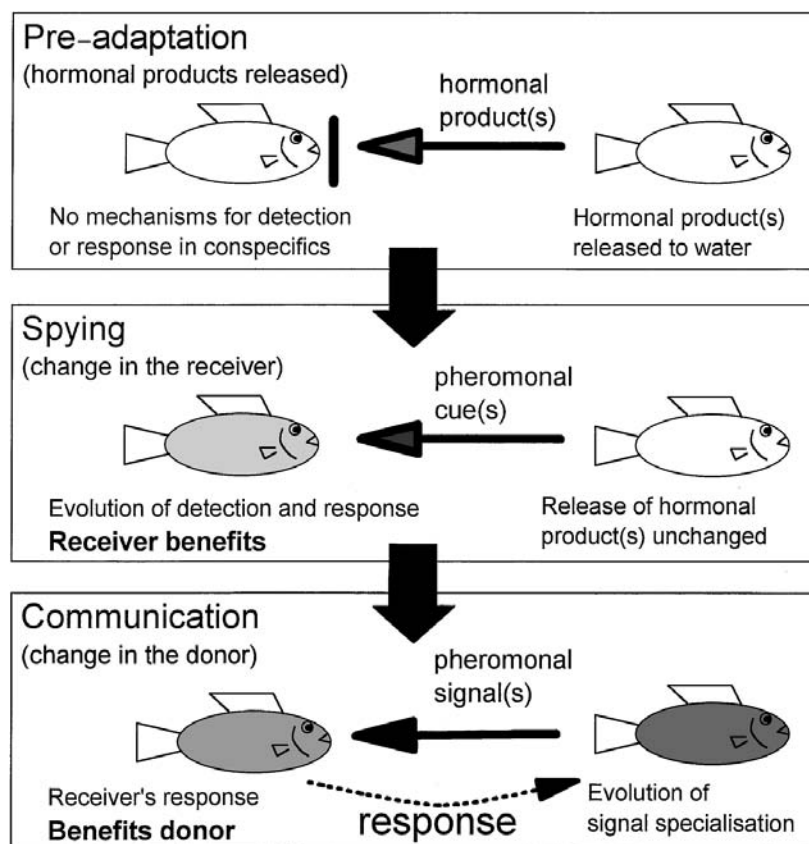 Pre-adaptation
(hormonal products released)
hormonal
product(s)
No mechanisms for detection
or response in conspecifics
Hormonal product(s)
released to water
Spying
(change in the receiver)
pheromonal
cue(s)
Evolution of detection and response
Receiver benefits
Release of hormonal
product(s) unchanged
Communication
(change in the donor)
pheromonal
signal(s)
Receiver's response
Benefits donor
response
Evolution of
signal specialisation